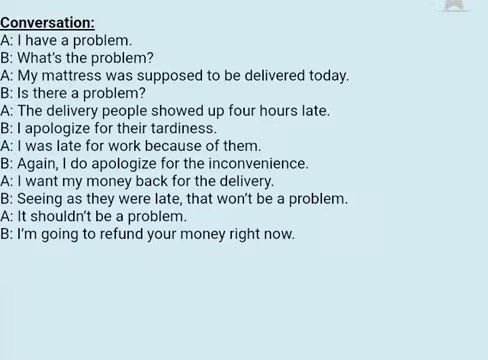 Conversation:
A: I have a problem.
B: What's the problem?
A: My mattress was supposed to be delivered today.
B: Is there a problem?
A: The delivery people showed up four hours late.
B: I apologize for their tardiness.
A: I was late for work because of them.
B: Again, I do apologize for the inconvenience.
A: I want my money back for the delivery.
B: Seeing as they were late, that won't be a problem.
A: It shouldn't be a problem.
B: I'm going to refund your money right now.